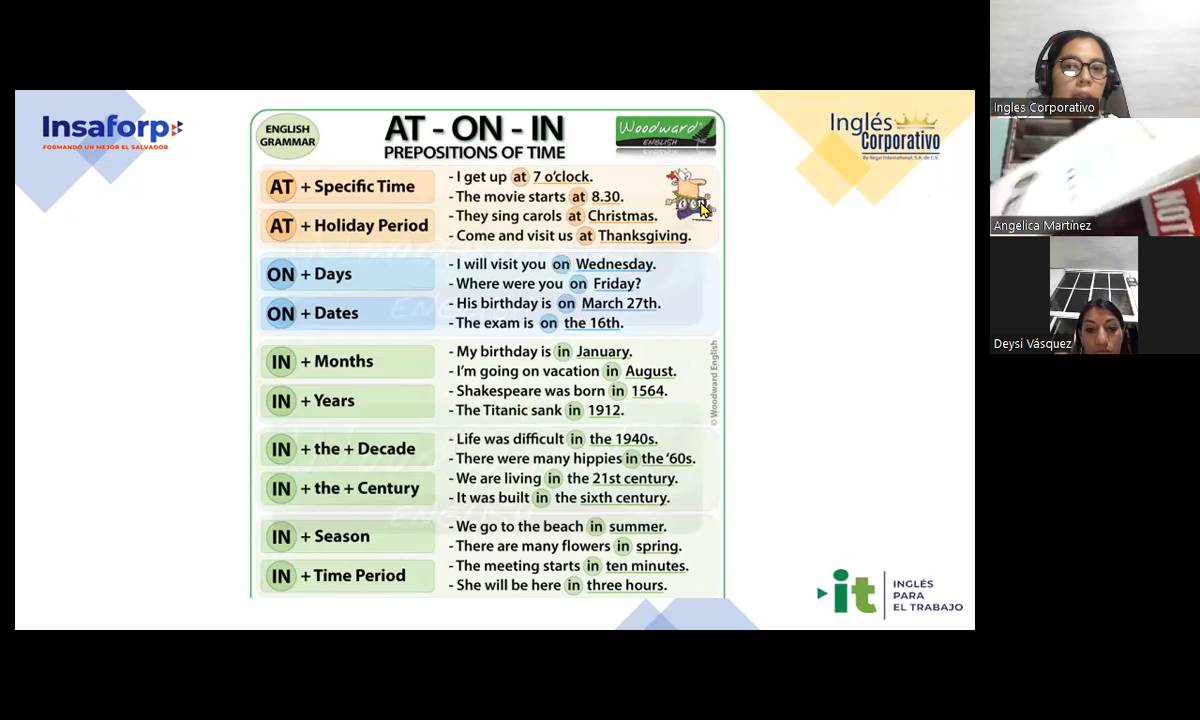 Insaforp
FORMANDO UN MEJOR EL SALVADOR
ENGLISH
GRAMMAR
AT - ON - IN
PREPOSITIONS OF TIME
Woodward
ENGLISH
Inglés
Corporativo
By Regal International, S.A. de C.V.
AT + Specific Time
- I get up at 7 o'clock.
- The movie starts at 8.30.
AT + Holiday Period
- They sing carols at Christmas.
- Come and visit us at Thanksgiving.
ON + Days
- I will visit you on Wednesday.
- Where were you on Friday?
ON + Dates
- His birthday is on March 27th.
- The exam is on the 16th.
IN + Months
- My birthday is in January.
- I'm going on vacation in August.
IN + Years
- Shakespeare was born in 1564.
- The Titanic sank in 1912.
© Woodward English
IN + the + Decade
- Life was difficult in the 1940s.
- There were many hippies in the '60s.
IN + the + Century
- We are living in the 21st century.
- It was built in the sixth century.
IN + Season
- We go to the beach in summer.
- There are many flowers in spring.
IN + Time Period
- The meeting starts in ten minutes.
- She will be here in three hours.
it
INGLÉS
PARA
EL TRABAJO
Ingles Corporativo
NOT
Angelica Martínez
Deysi Vásquez